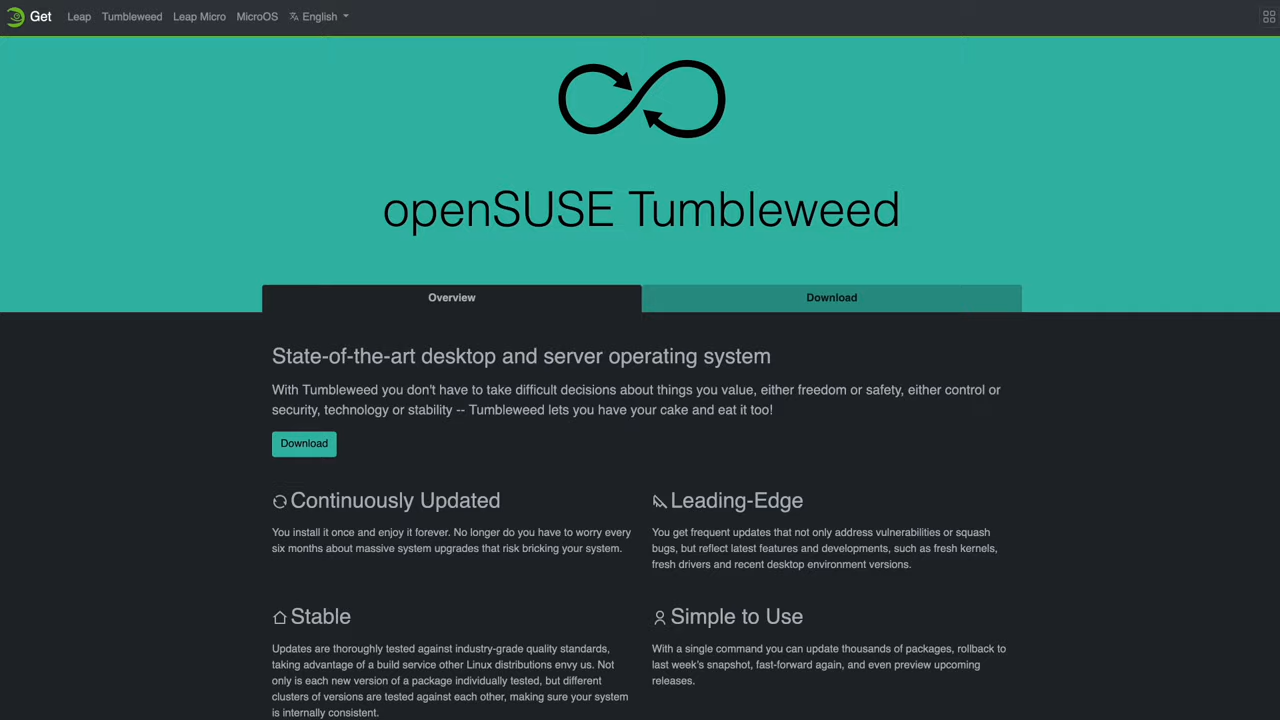 Get Leap Tumbleweed Leap Micro MicroOS English
openSUSE Tumbleweed
Overview
Download
State-of-the-art desktop and server operating system
With Tumbleweed you don't have to take difficult decisions about things you value, either freedom or safety, either control or
security, technology or stability -- Tumbleweed lets you have your cake and eat it too!
Download
Continuously Updated
You install it once and enjoy it forever. No longer do you have to worry every
six months about massive system upgrades that risk bricking your system.
Leading-Edge
You get frequent updates that not only address vulnerabilities or squash
bugs, but reflect latest features and developments, such as fresh kernels,
fresh drivers and recent desktop environment versions.
Stable
Updates are thoroughly tested against industry-grade quality standards,
taking advantage of a build service other Linux distributions envy us. Not
only is each new version of a package individually tested, but different
clusters of versions are tested against each other, making sure your system
is internally consistent.
Simple to Use
With a single command you can update thousands of packages, rollback to
last week's snapshot, fast-forward again, and even preview upcoming
releases.